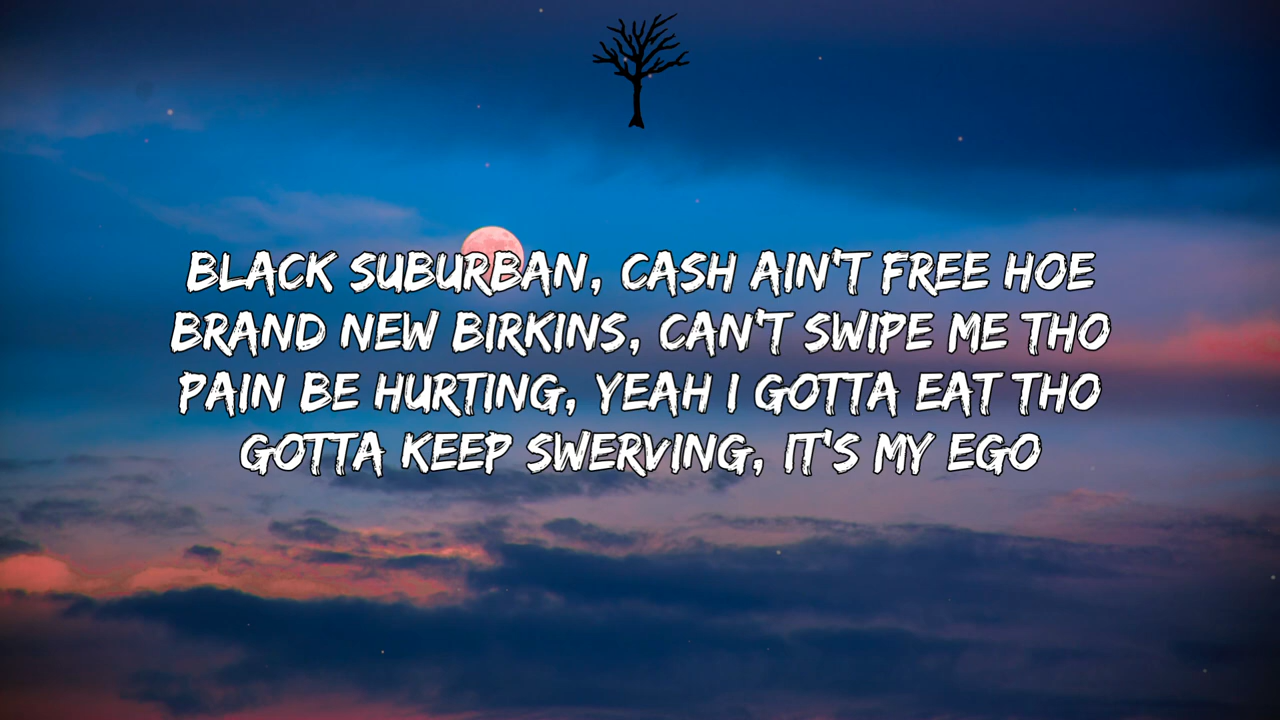 BLACK SUBURBAN, CASH AIN'T FREE HOE
BRAND NEW BIRKINS, CAN'T SWIPE ME THO
PAIN BE HURTING, YEAH I GOTTA EAT THO
GOTTA KEEP SWERVING, IT'S MY EGO